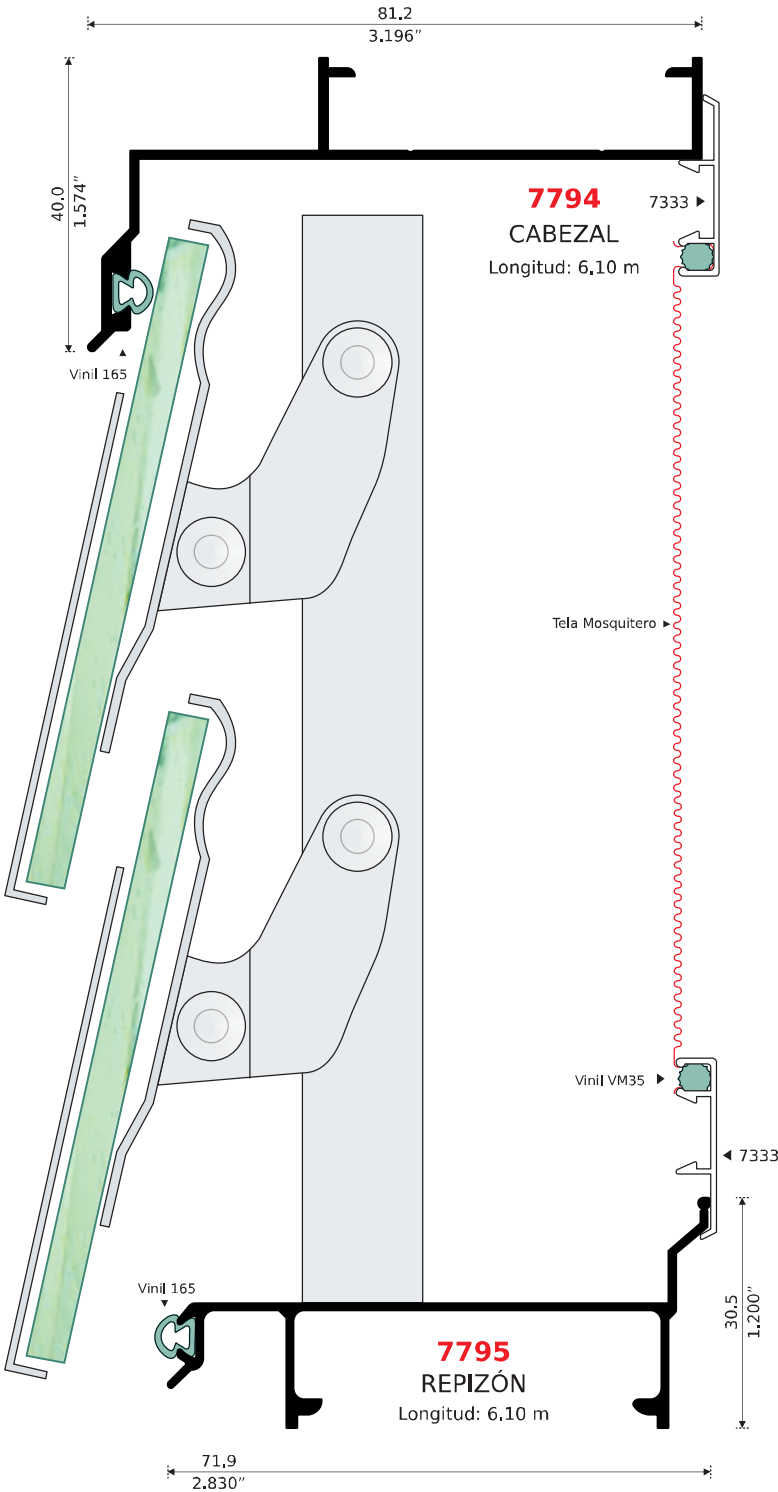 81.2
3.196”
40.0
1.574”
7794
CABEZAL
Longitud: 6.10 m
7333
Vinil 165
Tela Mosquitero
Vinil VM35
7333
Vinil 165
30.5
1.200”
7795
REPIZÓN
Longitud: 6.10 m
71.9
2.830”